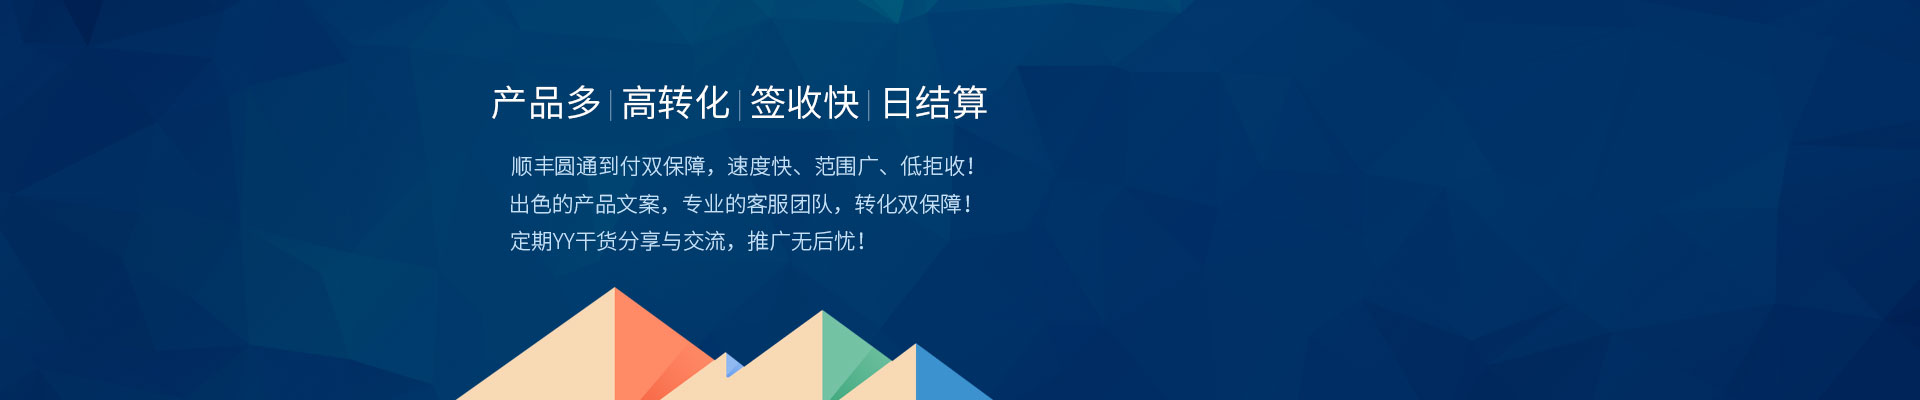 产品多|高转化|签收快|日结算
顺丰圆通到付双保障，速度快、范围广、低拒收！
出色的产品文案，专业的客服团队，转化双保障！
定期YY干货分享与交流，推广无后忧！